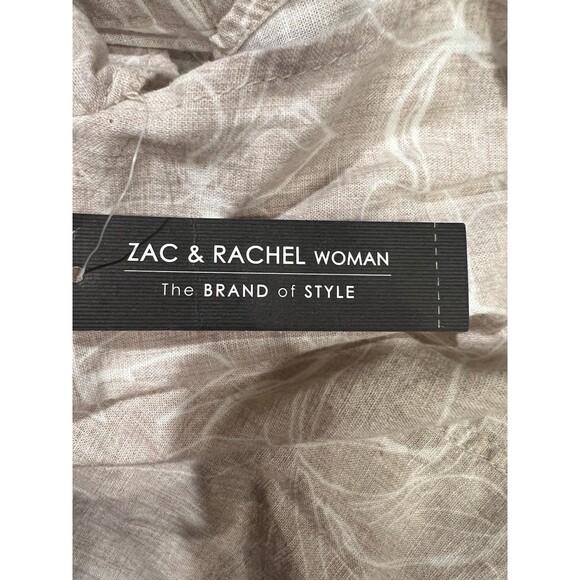 ZAC & RACHEL WOMAN
The BRAND of STYLE